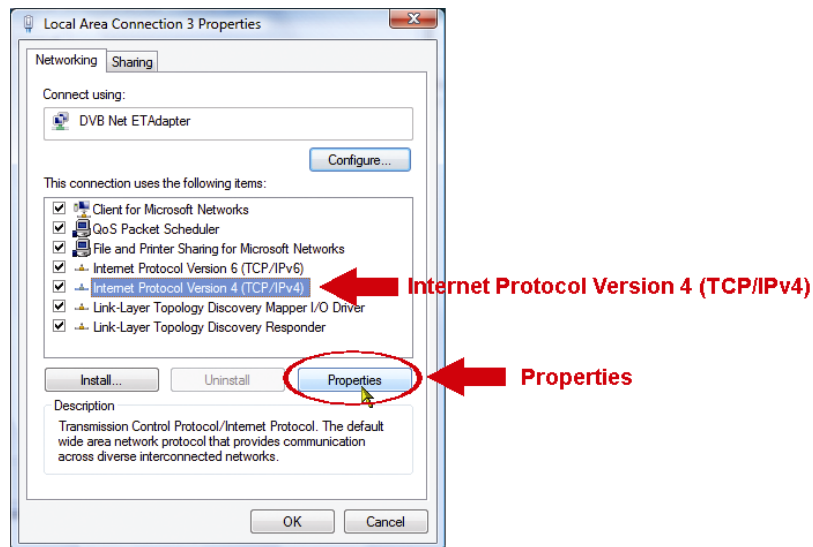 Local Area Connection 3 Properties
Networking
Sharing
Connect using:
DVB Net ETAdapter
Configure...
This connection uses the following items:
Client for Microsoft Networks
QoS Packet Scheduler
File and Printer Sharing for Microsoft Networks
Internet Protocol Version 6 (TCP/IPv6)
Internet Protocol Version 4 (TCP/IPv4)
Internet Protocol Version 4 (TCP/IPv4)
Link-Layer Topology Discovery Mapper I/O Driver
Link-Layer Topology Discovery Responder
Install...
Uninstall
Properties
Properties
Description
Transmission Control Protocol/Internet Protocol. The default
wide area network protocol that provides communication
across diverse interconnected networks.
OK
Cancel